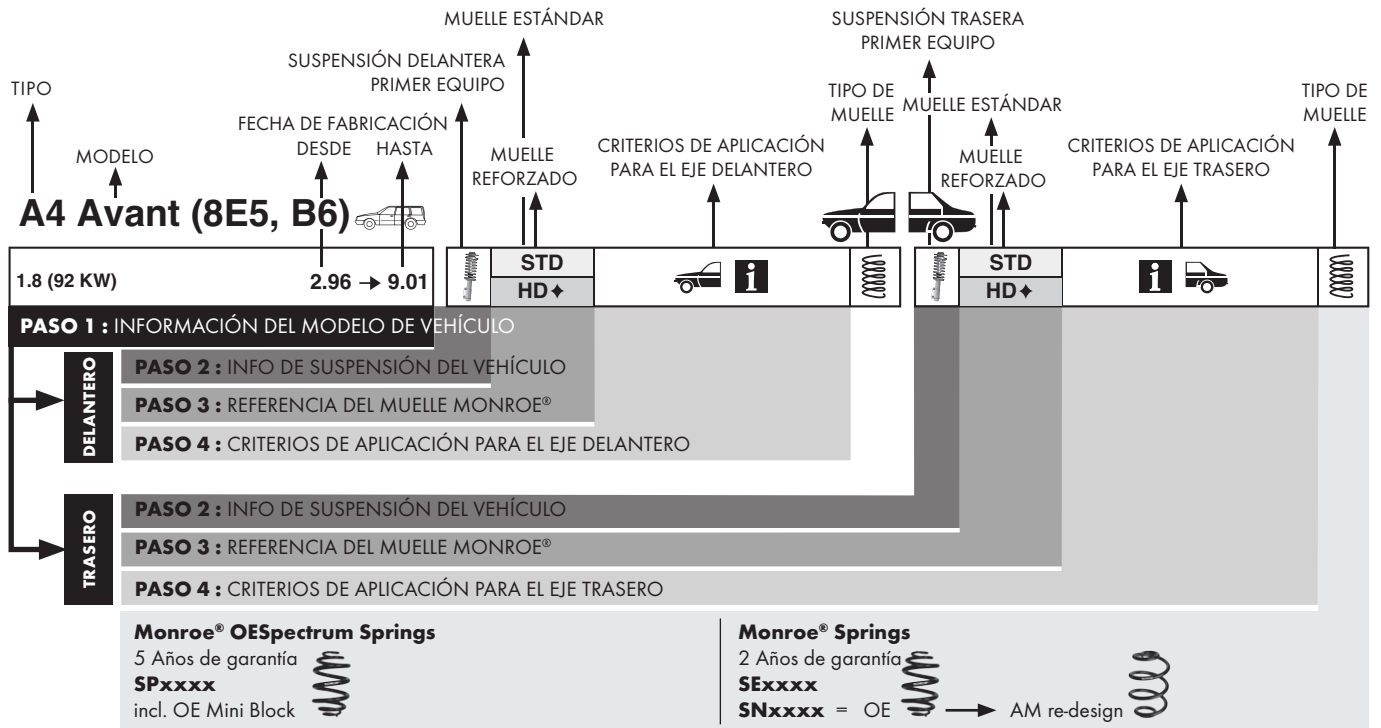 MUELLE ESTÁNDAR
SUSPENSIÓN TRASERA
PRIMER EQUIPO
SUSPENSIÓN DELANTERA
PRIMER EQUIPO
TIPO
TIPO DE
MUELLE
MUELLE ESTÁNDAR
TIPO DE
MUELLE
FECHA DE FABRICACIÓN
DESDE HASTA
MODELO
MUELLE
REFORZADO
CRITERIOS DE APLICACIÓN
PARA EL EJE DELANTERO
MUELLE
REFORZADO
CRITERIOS DE APLICACIÓN
PARA EL EJE TRASERO
A4 Avant (8E5, B6)
1.8 (92 KW) 2.96 → 9.01
STD
HD✦
i
STD
HD✦
i
PASO 1 : INFORMACIÓN DEL MODELO DE VEHÍCULO
DELANTERO
PASO 2 : INFO DE SUSPENSIÓN DEL VEHÍCULO
PASO 3 : REFERENCIA DEL MUELLE MONROE®
PASO 4 : CRITERIOS DE APLICACIÓN PARA EL EJE DELANTERO
TRASERO
PASO 2 : INFO DE SUSPENSIÓN DEL VEHÍCULO
PASO 3 : REFERENCIA DEL MUELLE MONROE®
PASO 4 : CRITERIOS DE APLICACIÓN PARA EL EJE TRASERO
Monroe® OESpectrum Springs
5 Años de garantía
SPxxxx
incl. OE Mini Block
Monroe® Springs
2 Años de garantía
SExxxx
SNxxxx = OE → AM re-design